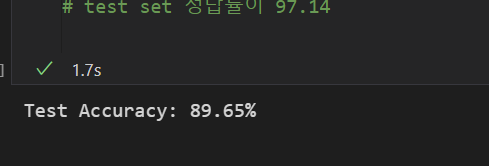 # test set 정답률이 97.14
]
1.7s
Test Accuracy: 89.65%